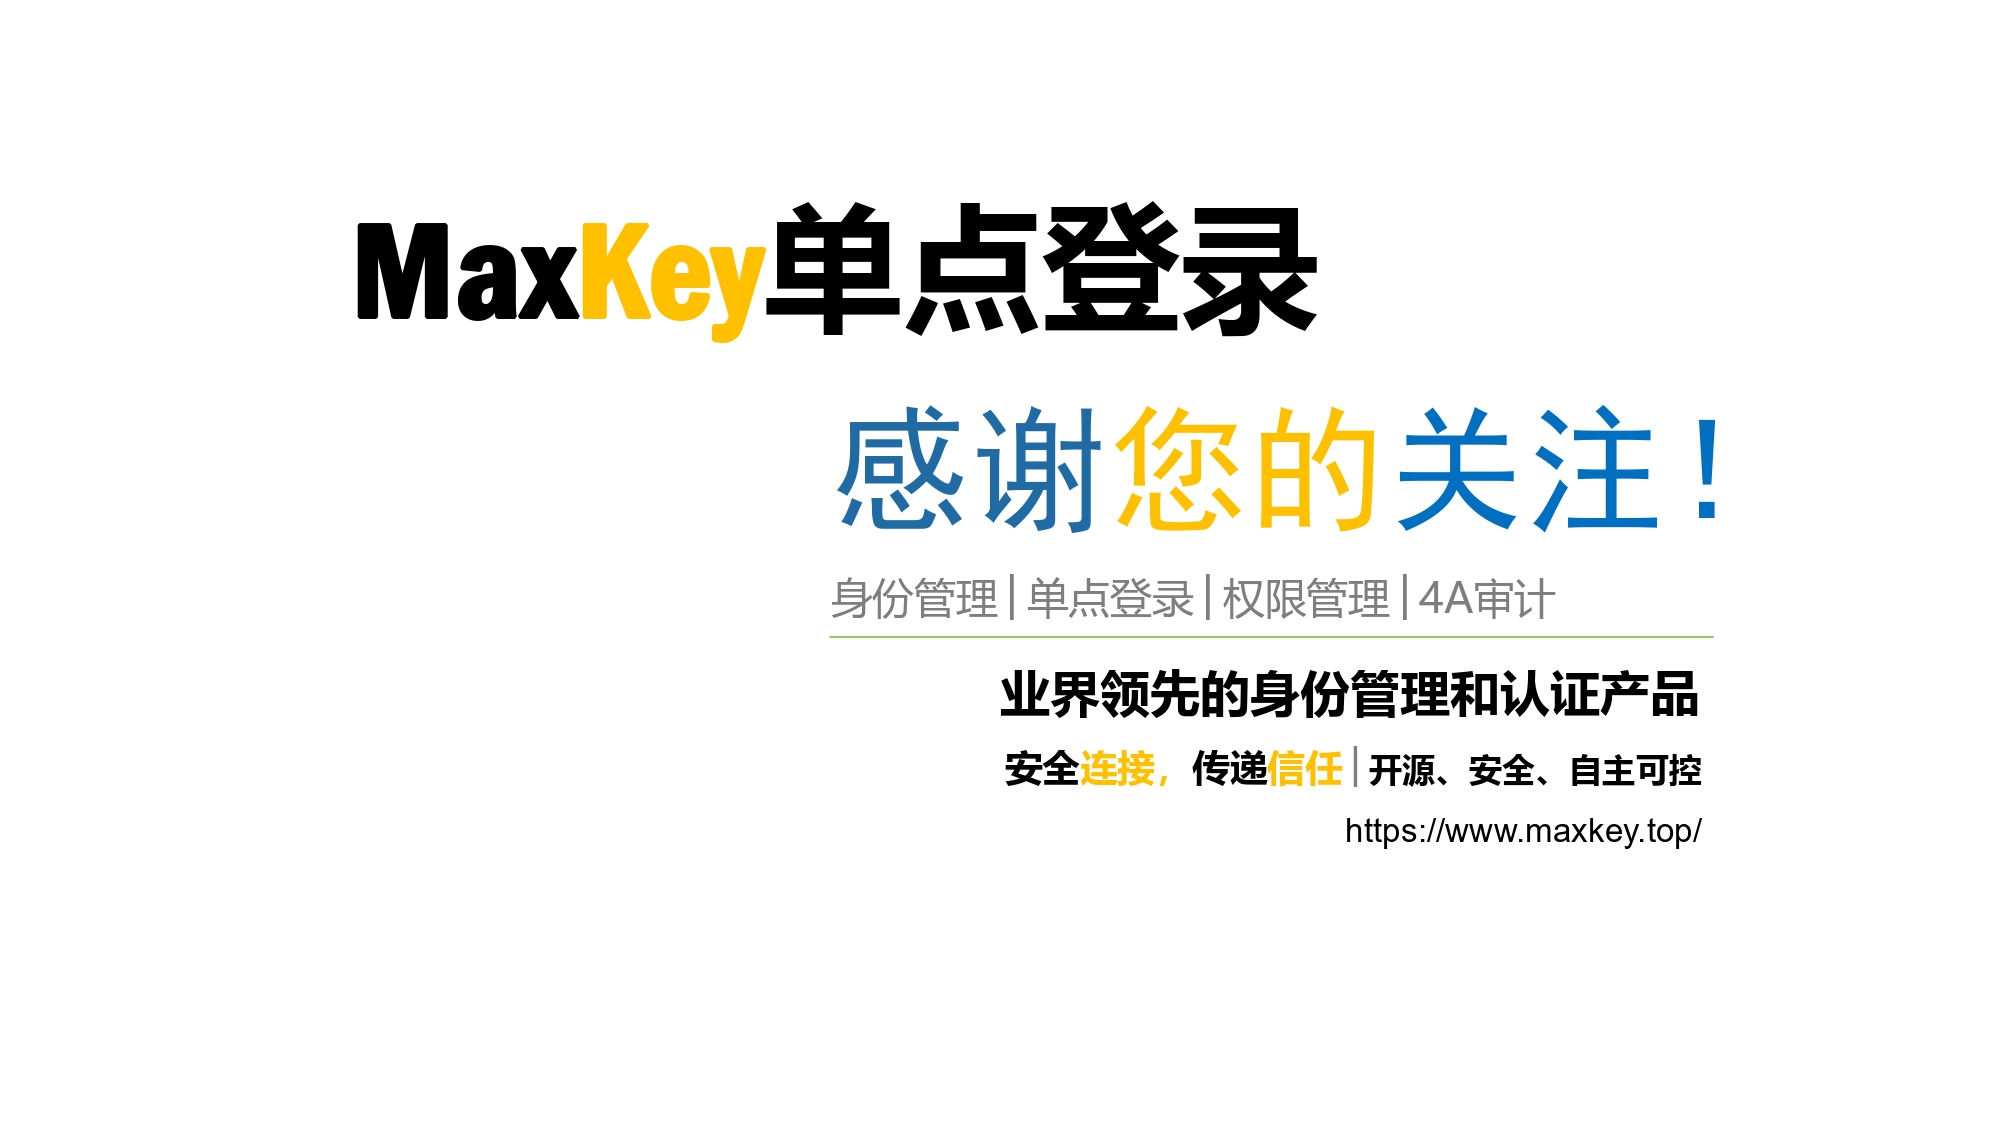 MaxKey单点登录
感谢您的关注！
身份管理|单点登录|权限管理|4A审计
业界领先的身份管理和认证产品
安全连接，传递信任|开源、安全、自主可控
https://www.maxkey.top/